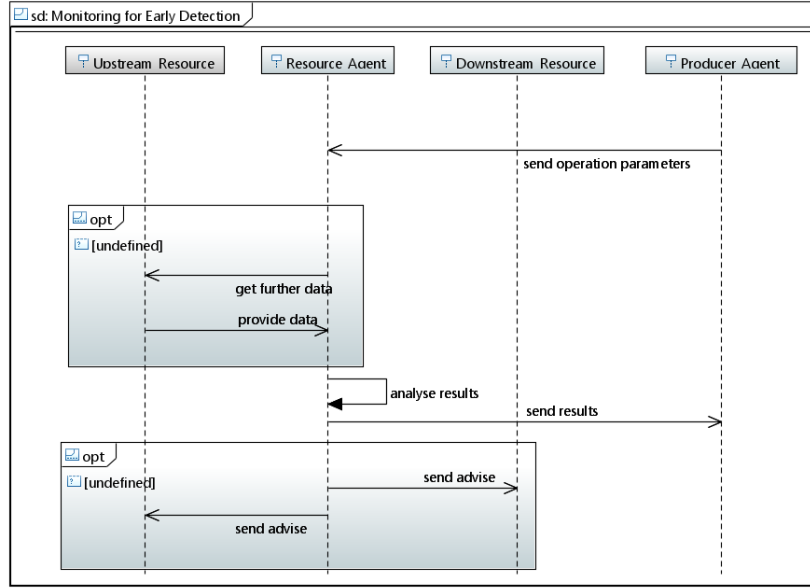 sd: Monitoring for Early Detection
Upstream Resource
Resource Agent
Downstream Resource
Producer Agent
send operation parameters
opt
[undefined]
get further data
provide data
analyse results
send results
opt
[undefined]
send advise
send advise